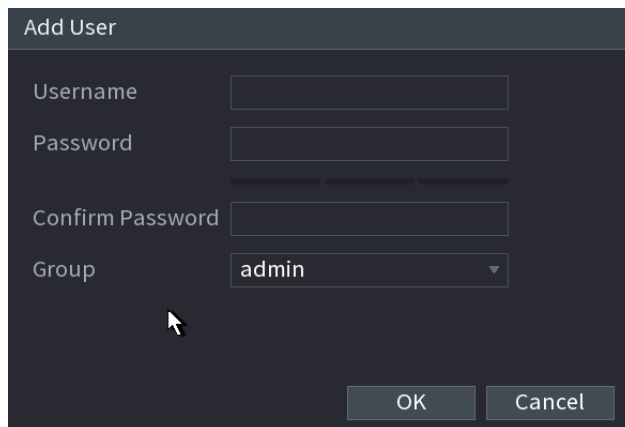 Add User
Username
Password
Confirm Password
Group admin
OK Cancel